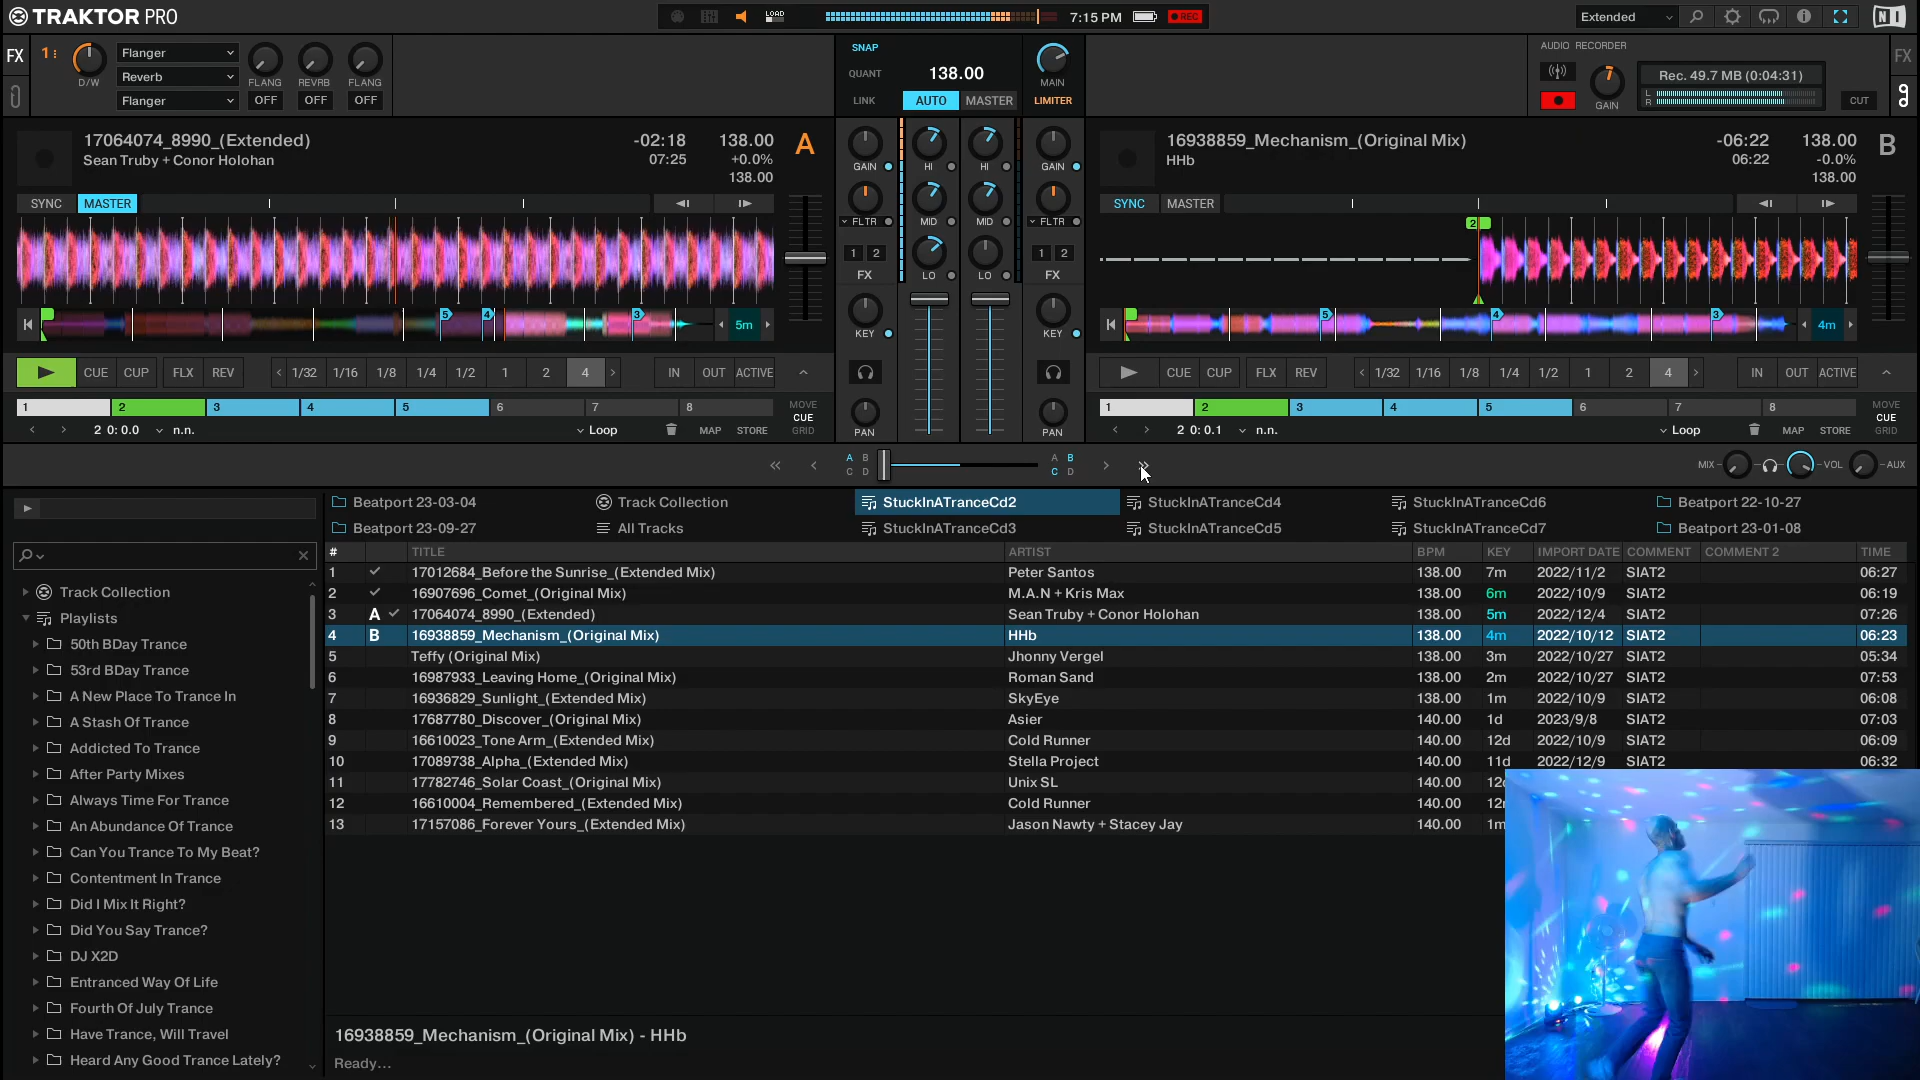 TRAKTOR PRO
LOAD 7:15 PM REC Extended
FX 1 Flanger Reverb Flanger D/W FLANG REVRB FLANG OFF OFF OFF
SNAP QUANT LINK 138.00 AUTO MASTER MAIN LIMITER
AUDIO RECORDER GAIN Rec. 49.7 MB (0:04:31) L R CUT FX
17064074_8990_(Extended) -02:18 138.00 A
Sean Truby + Conor Holohan 07:25 +0.0%
138.00
SYNC MASTER
5 4 3 5m
CUE CUP FLX REV 1/32 1/16 1/8 1/4 1/2 1 2 4 IN OUT ACTIVE
1 2 3 4 5 6 7 8 MOVE CUE GRID
2 0: 0.0 n.n. Loop MAP STORE
GAIN HI HI GAIN
FLTR MID MID FLTR
1 2 1 2
FX LO LO FX
KEY KEY
PAN PAN
16938859_Mechanism_(Original Mix) -06:22 138.00 B
HHb 06:22 -0.0%
138.00
SYNC MASTER
2
5 4 3 4m
CUE CUP FLX REV 1/32 1/16 1/8 1/4 1/2 1 2 4 IN OUT ACTIVE
1 2 3 4 5 6 7 8 MOVE CUE GRID
2 0: 0.1 n.n. Loop MAP STORE
A B C D A B C D MIX VOL AUX
Beatport 23-03-04 Track Collection StuckInATranceCd2 StuckInATranceCd4 StuckInATranceCd6 Beatport 22-10-27
Beatport 23-09-27 All Tracks StuckInATranceCd3 StuckInATranceCd5 StuckInATranceCd7 Beatport 23-01-08
Track Collection
Playlists
50th BDay Trance
53rd BDay Trance
A New Place To Trance In
A Stash Of Trance
Addicted To Trance
After Party Mixes
Always Time For Trance
An Abundance Of Trance
Can You Trance To My Beat?
Contentment In Trance
Did I Mix It Right?
Did You Say Trance?
DJ X2D
Entranced Way Of Life
Fourth Of July Trance
Have Trance, Will Travel
Heard Any Good Trance Lately?
# TITLE ARTIST BPM KEY IMPORT DATE COMMENT COMMENT 2 TIME
1 17012684_Before the Sunrise_(Extended Mix) Peter Santos 138.00 7m 2022/11/2 SIAT2 06:27
2 16907696_Comet_(Original Mix) M.A.N + Kris Max 138.00 6m 2022/10/9 SIAT2 06:19
3 A 17064074_8990_(Extended) Sean Truby + Conor Holohan 138.00 5m 2022/12/4 SIAT2 07:26
4 B 16938859_Mechanism_(Original Mix) HHb 138.00 4m 2022/10/12 SIAT2 06:23
5 Teffy (Original Mix) Jhonny Vergel 138.00 3m 2022/10/27 SIAT2 05:34
6 16987933_Leaving Home_(Original Mix) Roman Sand 138.00 2m 2022/10/27 SIAT2 07:53
7 16936829_Sunlight_(Extended Mix) SkyEye 138.00 1m 2022/10/9 SIAT2 06:08
8 17687780_Discover_(Original Mix) Asier 140.00 1d 2023/9/8 SIAT2 07:03
9 16610023_Tone Arm_(Extended Mix) Cold Runner 140.00 12d 2022/10/9 SIAT2 06:09
10 17089738_Alpha_(Extended Mix) Stella Project 140.00 11d 2022/12/9 SIAT2 06:32
11 17782746_Solar Coast_(Original Mix) Unix SL 140.00
12 16610004_Remembered_(Extended Mix) Cold Runner 140.00
13 17157086_Forever Yours_(Extended Mix) Jason Nawty + Stacey Jay 140.00
16938859_Mechanism_(Original Mix) - HHb
Ready...